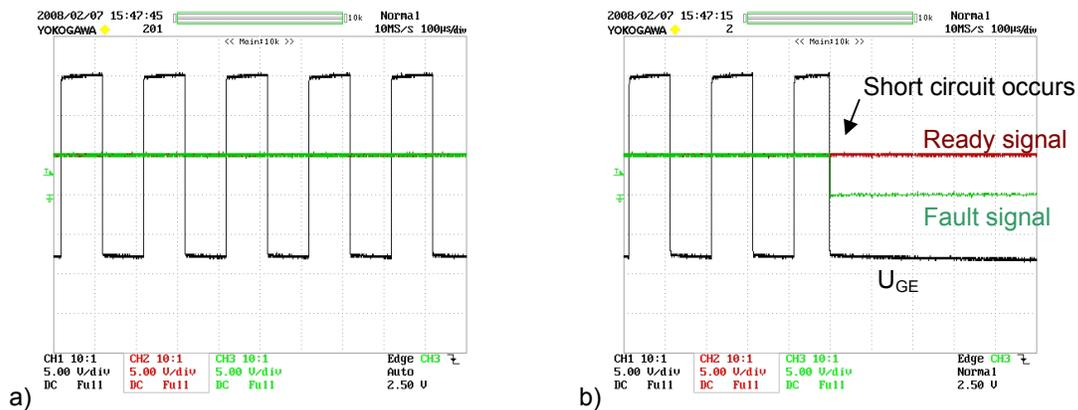 2008/02/07 15:47:45
Normal
YOKOGAWA
201
10k
10MS/s 100µs/div
<< Main:10k >>
CH1 10:1
CH2 10:1
CH3 10:1
Edge CH3
5.00 V/div
5.00 V/div
5.00 V/div
Auto
DC Full
DC Full
DC Full
2.50 V
a)
2008/02/07 15:47:15
Normal
YOKOGAWA
2
10k
10MS/s 100µs/div
<< Main:10k >>
Short circuit occurs
Ready signal
Fault signal
UGE
CH1 10:1
CH2 10:1
CH3 10:1
Edge CH3
5.00 V/div
5.00 V/div
5.00 V/div
Normal
DC Full
DC Full
DC Full
2.50 V
b)